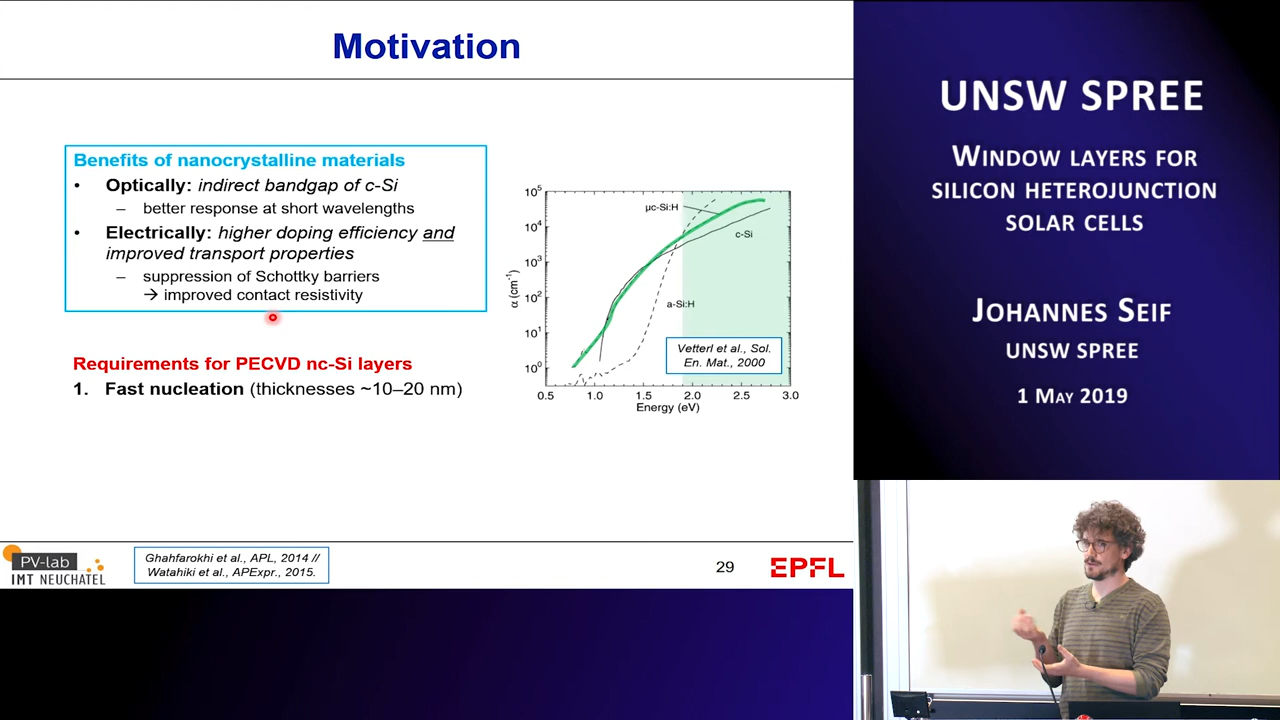 Motivation
Benefits of nanocrystalline materials
• Optically: indirect bandgap of c-Si
– better response at short wavelengths
• Electrically: higher doping efficiency and
improved transport properties
– suppression of Schottky barriers
→ improved contact resistivity
Requirements for PECVD nc-Si layers
1. Fast nucleation (thicknesses ~10–20 nm)
α (cm⁻¹)
10⁵
10⁴
10³
10²
10¹
10⁰
μc-Si:H
c-Si
a-Si:H
Vetterl et al., Sol.
En. Mat., 2000
0.5 1.0 1.5 2.0 2.5 3.0
Energy (eV)
PV-lab
IMT NEUCHATEL
Ghahfarokhi et al., APL, 2014 //
Watahiki et al., APExpr., 2015.
29
EPFL
UNSW SPREE
WINDOW LAYERS FOR
SILICON HETEROJUNCTION
SOLAR CELLS
JOHANNES SEIF
UNSW SPREE
1 MAY 2019